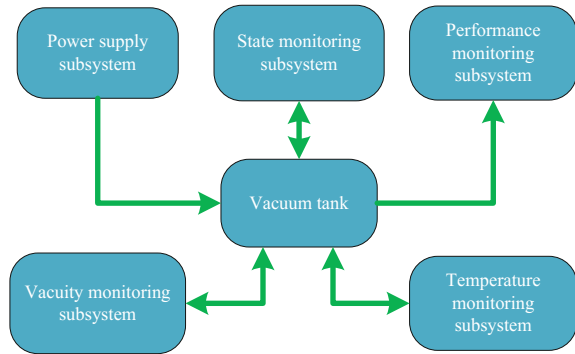 Power supply
subsystem
State monitoring
subsystem
Performance
monitoring
subsystem
Vacuum tank
Vacuity monitoring
subsystem
Temperature
monitoring
subsystem